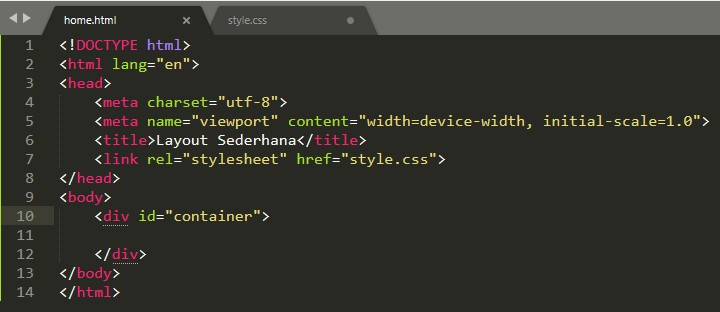 home.html × style.css
1 <!DOCTYPE html>
2 <html lang="en">
3 <head>
4     <meta charset="utf-8">
5     <meta name="viewport" content="width=device-width, initial-scale=1.0">
6     <title>Layout Sederhana</title>
7     <link rel="stylesheet" href="style.css">
8 </head>
9 <body>
10     <div id="container">
11
12     </div>
13 </body>
14 </html>